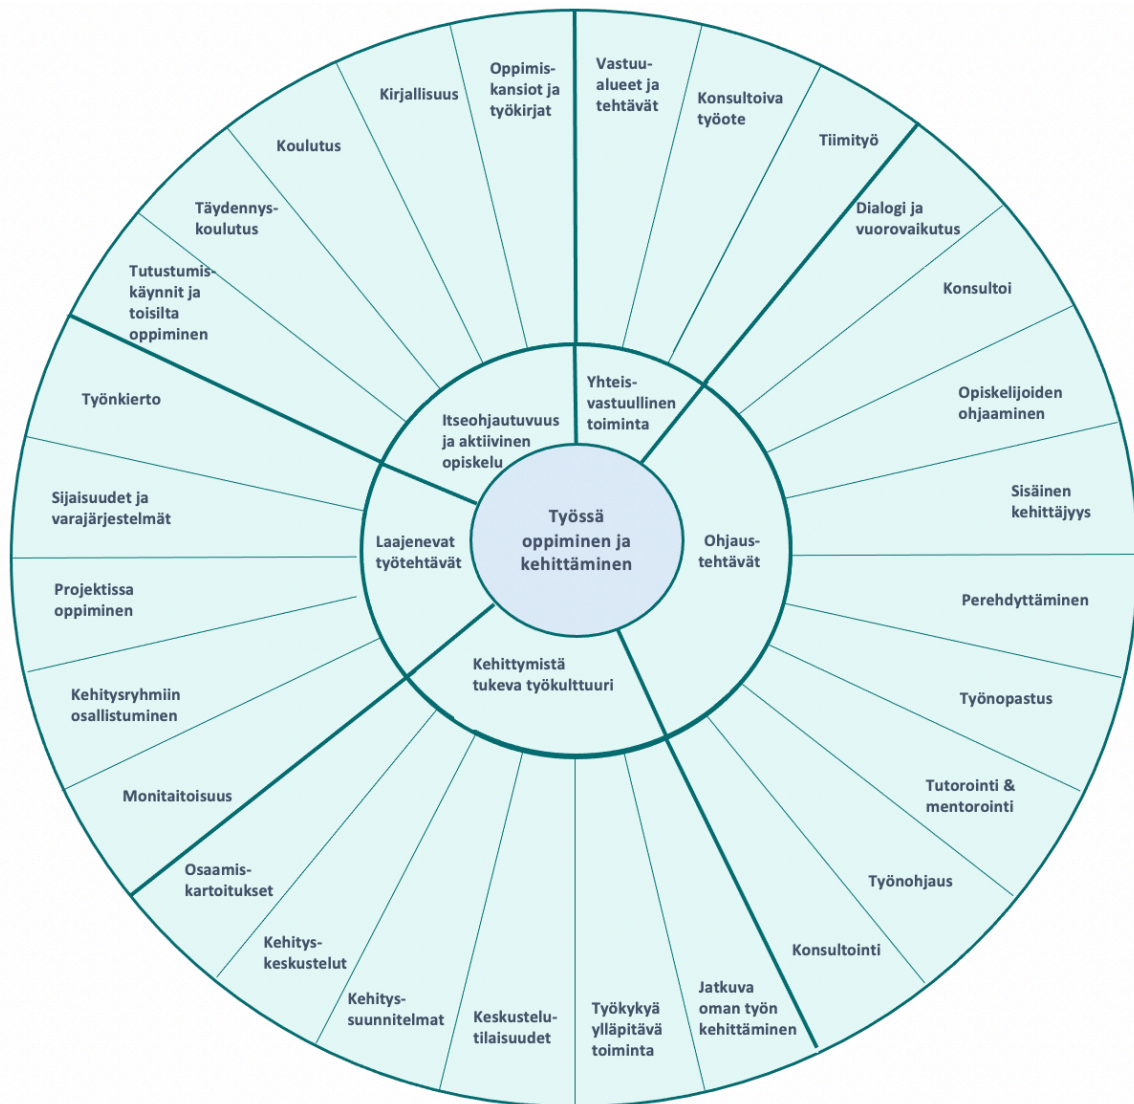 Työssä
oppiminen ja
kehittäminen
Yhteis-
vastuullinen
toiminta
Ohjaus-
tehtävät
Kehittymistä
tukeva työkulttuuri
Laajenevat
työtehtävät
Itseohjautuvuus
ja aktiivinen
opiskelu
Vastuu-
alueet ja
tehtävät
Konsultoiva
työote
Tiimityö
Dialogi ja
vuorovaikutus
Konsultoi
Opiskelijoiden
ohjaaminen
Sisäinen
kehittäjyys
Perehdyttäminen
Työnopastus
Tutorointi &
mentorointi
Työnohjaus
Konsultointi
Jatkuva
oman työn
kehittäminen
Työkykyä
ylläpitävä
toiminta
Keskustelu-
tilaisuudet
Kehitys-
suunnitelmat
Kehitys-
keskustelut
Osaamis-
kartoitukset
Monitaitoisuus
Kehitysryhmiin
osallistuminen
Projektissa
oppiminen
Sijaisuudet ja
varajärjestelmät
Työnkierto
Tutustumis-
käynnit ja
toisilta
oppiminen
Täydennys-
koulutus
Koulutus
Kirjallisuus
Oppimis-
kansiot ja
työkirjat